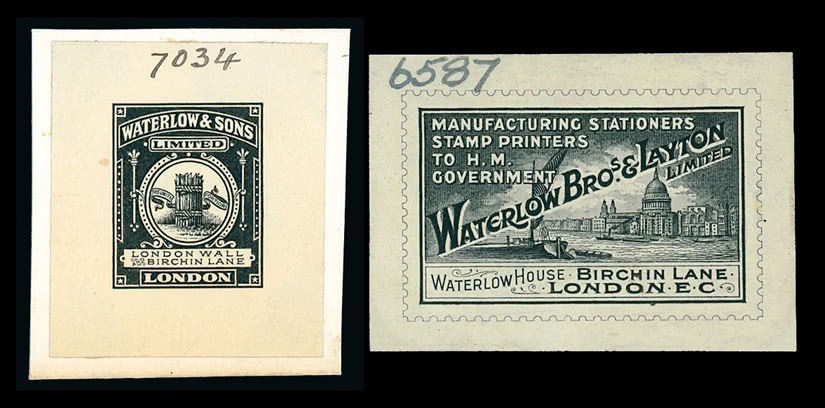 7034
WATERLOW & SONS
LIMITED
LONDON WALL
BIRCHIN LANE
LONDON
6587
MANUFACTURING STATIONERS
STAMP PRINTERS
TO H. M.
GOVERNMENT
WATERLOW BROS. & LAYTON
LIMITED
WATERLOW HOUSE · BIRCHIN LANE ·
· LONDON · E · C ·